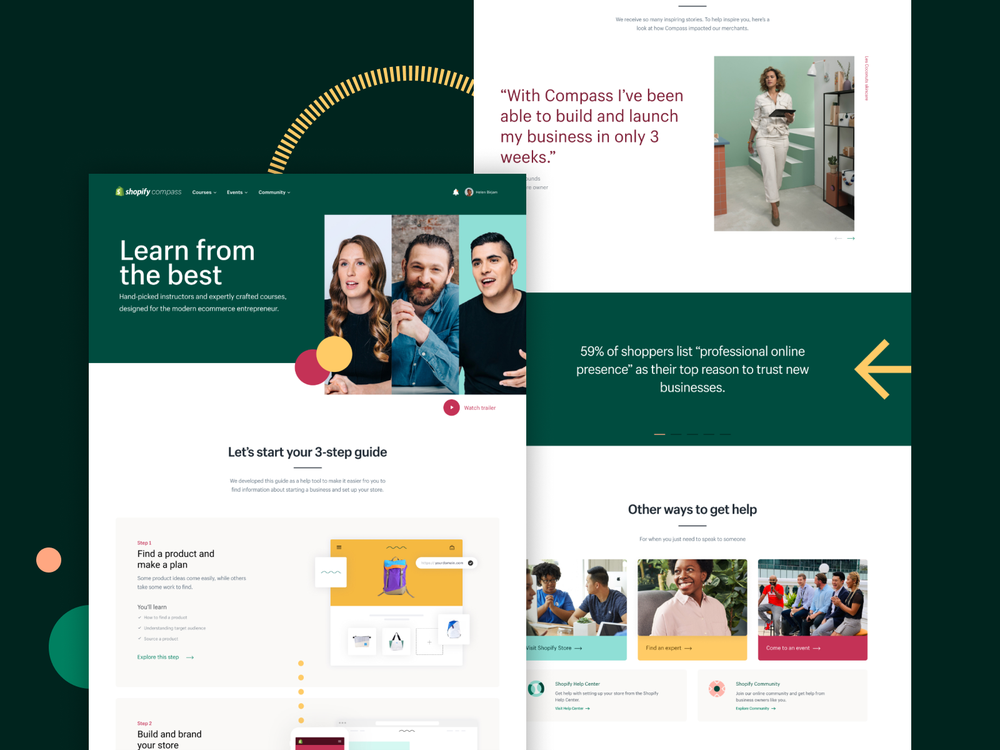 We receive so many inspiring stories. To help inspire you, here's a
look at how Compass impacted our merchants.
“With Compass I’ve been
able to build and launch
my business in only 3
weeks.”
shopify compass
Courses
Events
Community
Learn from
the best
Hand-picked instructors and expertly crafted courses,
designed for the modern ecommerce entrepreneur.
Watch trailer
Let’s start your 3-step guide
We developed this guide as a help tool to make it easier fro you to
find information about starting a business and set up your store.
Step 1
Find a product and
make a plan
Some product ideas come easily, while others
take some work to find.
You'll learn
How to find a product
Understanding target audience
Source a product
Explore this step
Step 2
Build and brand
your store
59% of shoppers list “professional online
presence” as their top reason to trust new
businesses.
Other ways to get help
For when you just need to speak to someone
Visit Shopify Store
Find an expert
Come to an event
Shopify Help Center
Get help with setting up your store from the Shopify
Help Center.
Visit Help Center
Shopify Community
Join our online community and get help from
business owners like you.
Explore Community